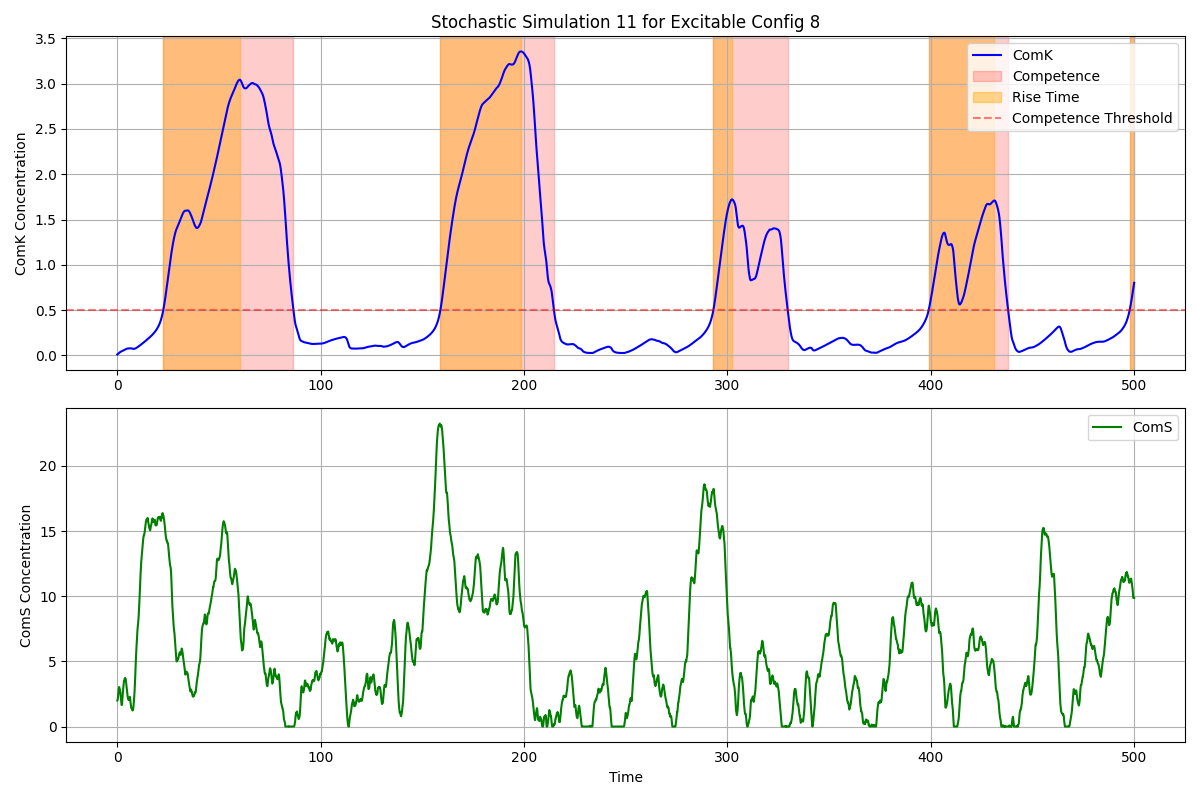 Stochastic Simulation 11 for Excitable Config 8
ComK Concentration
3.5
3.0
2.5
2.0
1.5
1.0
0.5
0.0
ComK
Competence
Rise Time
Competence Threshold
0 100 200 300 400 500
ComS Concentration
20
15
10
5
0
ComS
0 100 200 300 400 500
Time